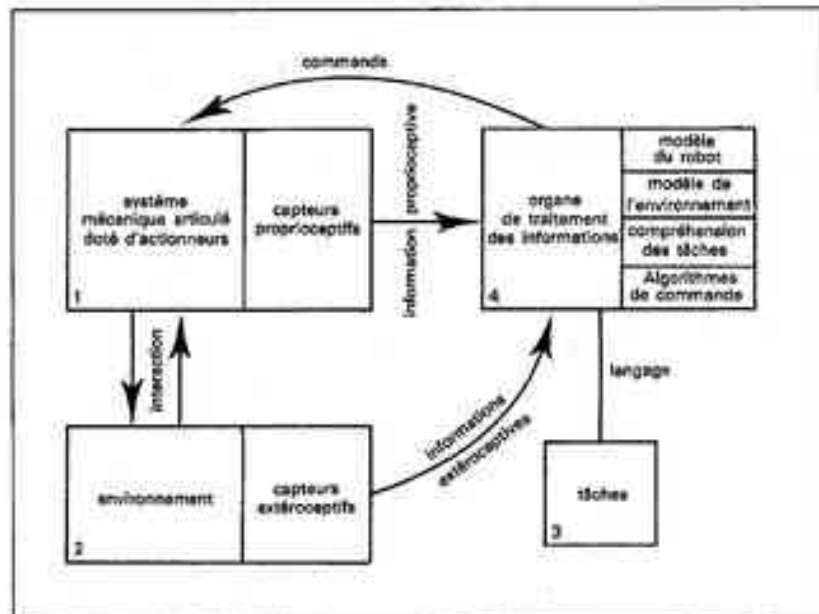 commande
système
mécanique articulé
doté d'actionneurs
1
capteurs
proprioceptifs
information proprioceptive
organe
de traitement
des informations
4
modèle
du robot
modèle de
l'environnement
compréhension
des tâches
Algorithmes
de commande
interaction
langage
informations
extéroceptives
environnement
2
capteurs
extéroceptifs
tâches
3